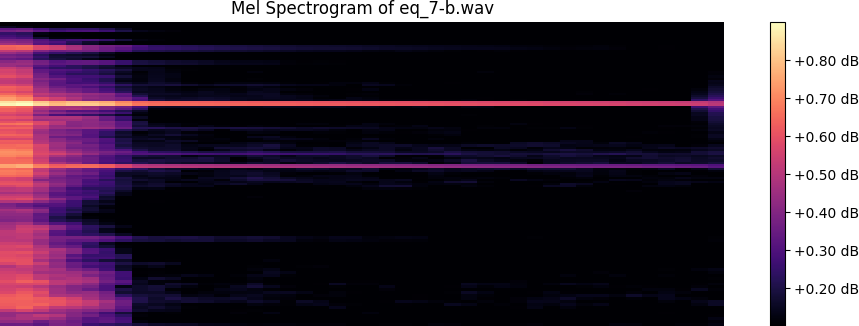 Mel Spectrogram of eq_7-b.wav
+0.80 dB
+0.70 dB
+0.60 dB
+0.50 dB
+0.40 dB
+0.30 dB
+0.20 dB